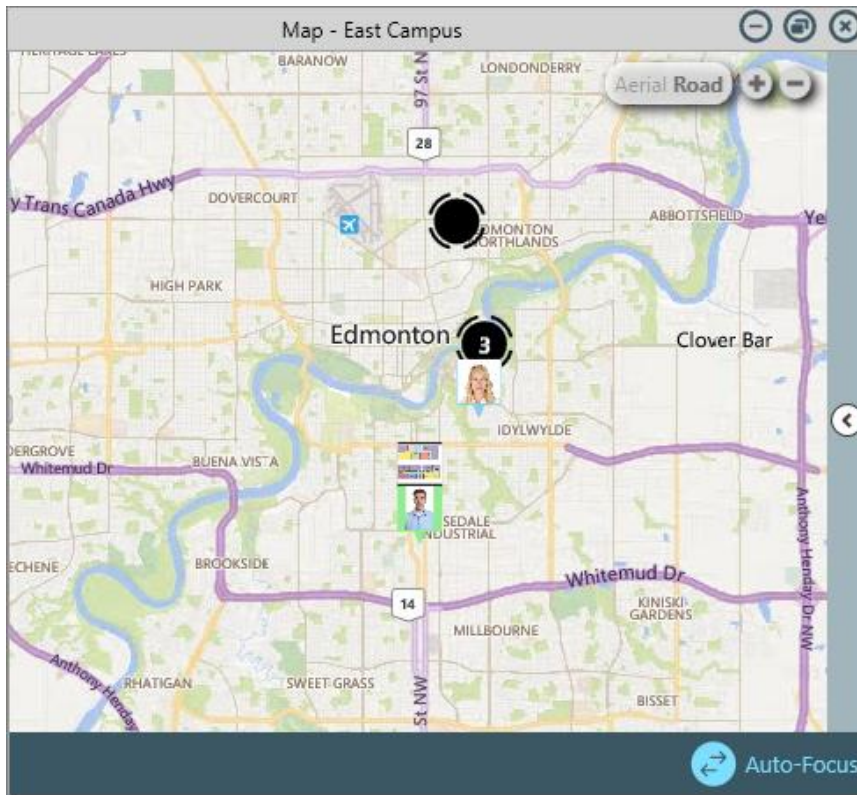 Map - East Campus
HERITAGE LAKES
BARANOW
LONDONDERRY
97 St N
Aerial Road
28
y Trans Canada Hwy
DOVERCOURT
ABBOTTSFIELD
Ye
EDMONTON
NORTHLANDS
HIGH PARK
Edmonton
3
Clover Bar
IDYLWYLDE
DERGROVE
BUENA VISTA
Whitemud Dr
SEDALE
NDUSTRIAL
Anthony Henday Dr NW
ECHENE
BROOKSIDE
Whitemud Dr
14
KINISKI
GARDENS
MILLBOURNE
Anthony Henday
RHATIGAN
SWEET GRASS
St NW
BISSET
Auto-Focus